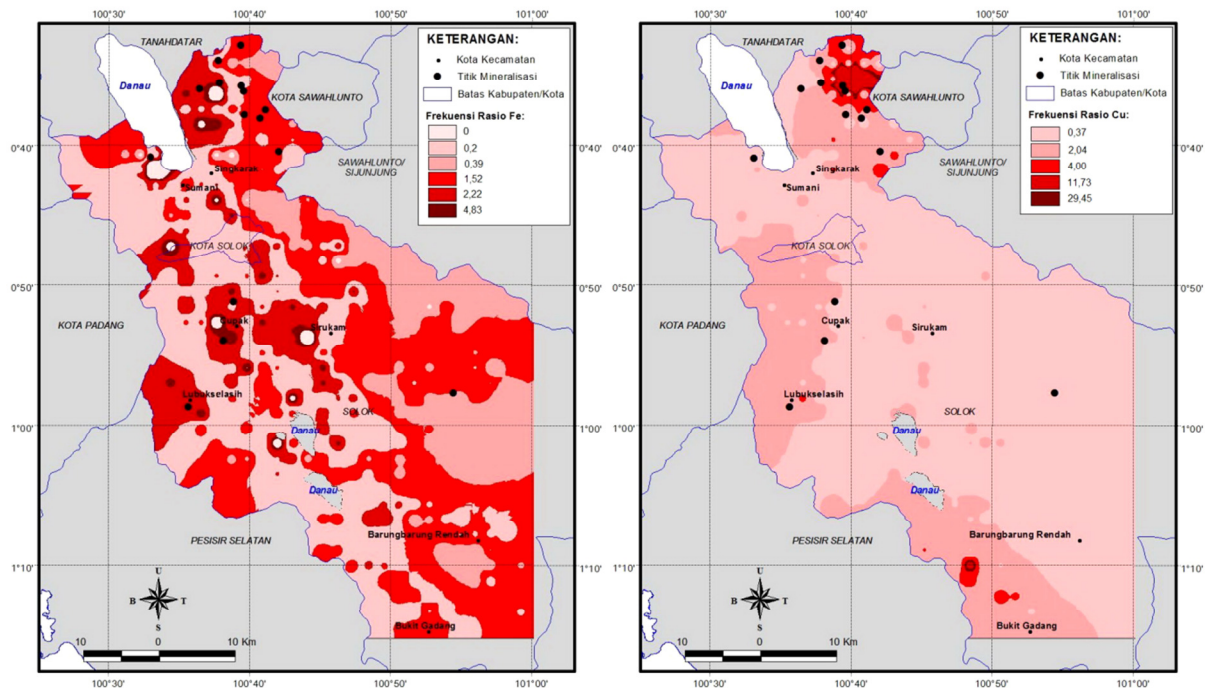 100°30' 100°40' 100°50' 101°00'
TANAHDATAR
Danau
KOTA SAWAHLUNTO
KETERANGAN:
Kota Kecamatan
Titik Mineralisasi
Batas Kabupaten/Kota
Frekuensi Rasio Fe:
0
0,2
0,39
1,52
2,22
4,83
0°40'
SAWAHLUNTO/
SIJUNJUNG
Singkarak
Sumani
KOTA SOLOK
0°50'
KOTA PADANG
Cupak
Sirukam
Lubukselasih
SOLOK
1°00'
Danau
Danau
Barungbarung Rendah
PESISIR SELATAN
1°10'
U
B T
S
Bukit Gadang
10 0 10 Km
100°30' 100°40' 100°50' 101°00'
100°30' 100°40' 100°50' 101°00'
TANAHDATAR
Danau
KOTA SAWAHLUNTO
KETERANGAN:
Kota Kecamatan
Titik Mineralisasi
Batas Kabupaten/Kota
Frekuensi Rasio Cu:
0,37
2,04
4,00
11,73
29,45
0°40'
SAWAHLUNTO/
SIJUNJUNG
Singkarak
Sumani
KOTA SOLOK
0°50'
KOTA PADANG
Cupak
Sirukam
Lubukselasih
SOLOK
1°00'
Danau
Danau
Barungbarung Rendah
PESISIR SELATAN
1°10'
U
B T
S
Bukit Gadang
10 0 10 Km
100°30' 100°40' 100°50' 101°00'